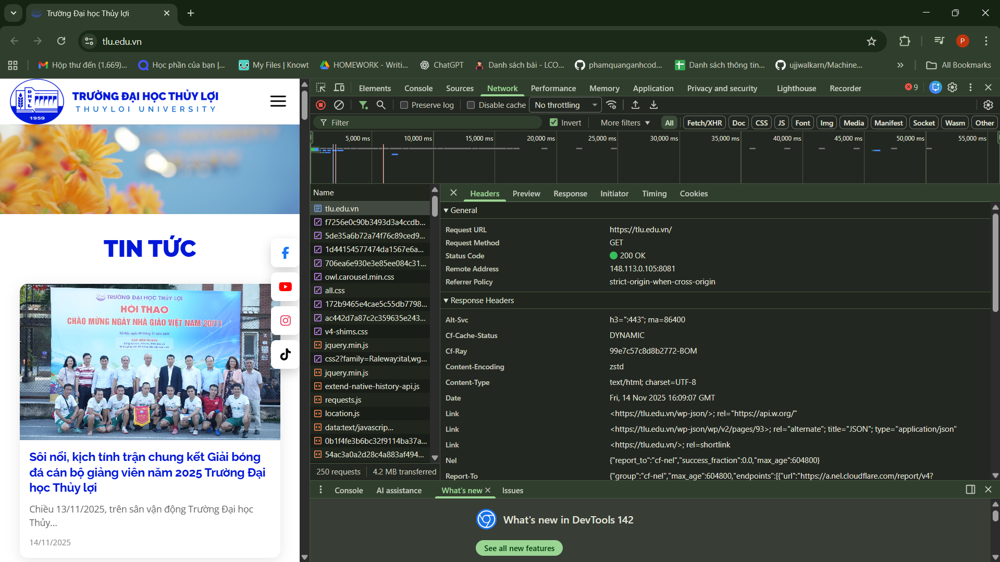 Trường Đại học Thủy lợi
tlu.edu.vn
P
Hộp thư đến (1.669)...
Học phần của bạn |...
My Files | Knowt
HOMEWORK - Writi...
ChatGPT
Danh sách bài - LCO...
phamquanganhcod...
Danh sách thông tin...
ujjwalkarn/Machine...
All Bookmarks
ĐHTL
1959
TRƯỜNG ĐẠI HỌC THỦY LỢI
THUYLOI UNIVERSITY
TIN TỨC
TRƯỜNG ĐẠI HỌC THỦY LỢI
HỘI THAO
CHÀO MỪNG NGÀY NHÀ GIÁO VIỆT NAM 20/11
Hà Nội, ngày 09 tháng 11 năm 2025
CÁC MÔN THI ĐẤU
Sôi nổi, kịch tính trận chung kết Giải bóng
đá cán bộ giảng viên năm 2025 Trường Đại
học Thủy lợi
Chiều 13/11/2025, trên sân vận động Trường Đại học
Thủy...
14/11/2025
Elements Console Sources Network Performance Memory Application Privacy and security Lighthouse Recorder 9
Preserve log Disable cache No throttling
Filter Invert More filters All Fetch/XHR Doc CSS JS Font Img Media Manifest Socket Wasm Other
5,000 ms 10,000 ms 15,000 ms 20,000 ms 25,000 ms 30,000 ms 35,000 ms 40,000 ms 45,000 ms 50,000 ms 55,000 ms
Name
tlu.edu.vn
f7256e0c90b3493d3a4ccdb...
5de35a6b72a74f76c89ced9...
1d44154577474da1567e6a...
706ea6e930e3e85ee084c31...
owl.carousel.min.css
all.css
172b9465e4cae5c55db7798...
ac442d7a87c2c359635e243...
v4-shims.css
jquery.min.js
css2?family=Raleway:ital,wg...
jquery.min.js
extend-native-history-api.js
requests.js
location.js
data:text/javascrip...
0b1f4fe3b6bc32f9114ba37a...
54ac3a0a2d28c4a883af494...
250 requests 4.2 MB transferred
Headers Preview Response Initiator Timing Cookies
General
Request URL https://tlu.edu.vn/
Request Method GET
Status Code 200 OK
Remote Address 148.113.0.105:8081
Referrer Policy strict-origin-when-cross-origin
Response Headers
Alt-Svc h3=":443"; ma=86400
Cf-Cache-Status DYNAMIC
Cf-Ray 99e7c57c8d8b2772-BOM
Content-Encoding zstd
Content-Type text/html; charset=UTF-8
Date Fri, 14 Nov 2025 16:09:07 GMT
Link <https://tlu.edu.vn/wp-json/>; rel="https://api.w.org/"
Link <https://tlu.edu.vn/wp-json/wp/v2/pages/93>; rel="alternate"; title="JSON"; type="application/json"
Link <https://tlu.edu.vn/>; rel=shortlink
Nel {"report_to":"cf-nel","success_fraction":0.0,"max_age":604800}
Report-To {"group":"cf-nel","max_age":604800,"endpoints":[{"url":"https://a.nel.cloudflare.com/report/v4?
Console AI assistance What's new Issues
What's new in DevTools 142
See all new features